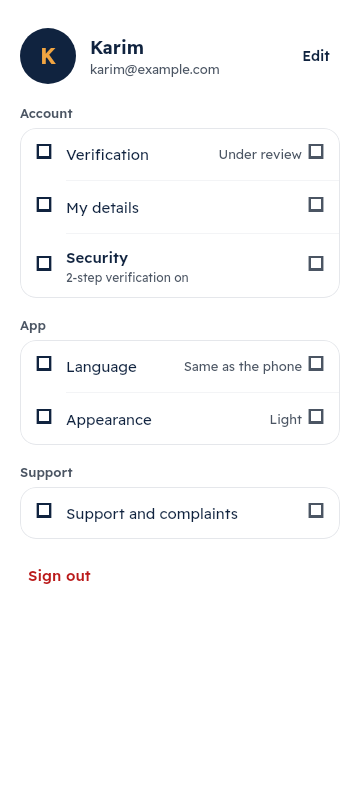 K
Karim
karim@example.com
Edit
Account
Verification Under review
My details
Security
2-step verification on
App
Language Same as the phone
Appearance Light
Support
Support and complaints
Sign out